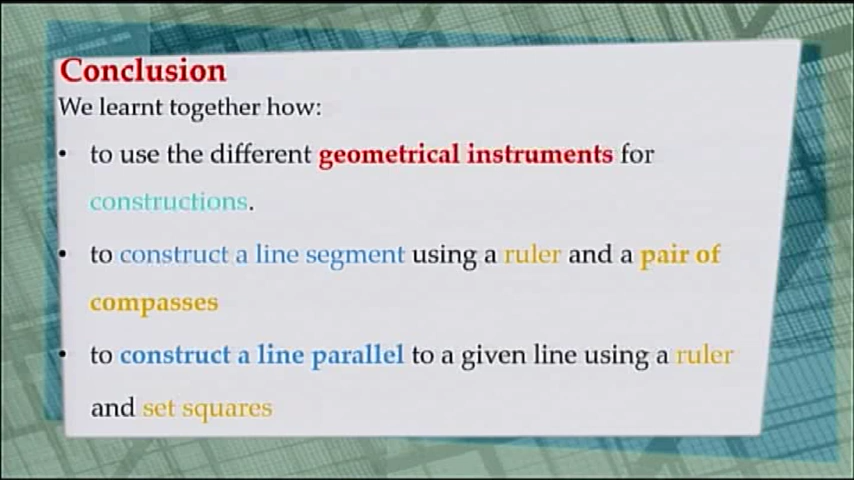 Conclusion
We learnt together how:
• to use the different geometrical instruments for
constructions.
• to construct a line segment using a ruler and a pair of
compasses
• to construct a line parallel to a given line using a ruler
and set squares